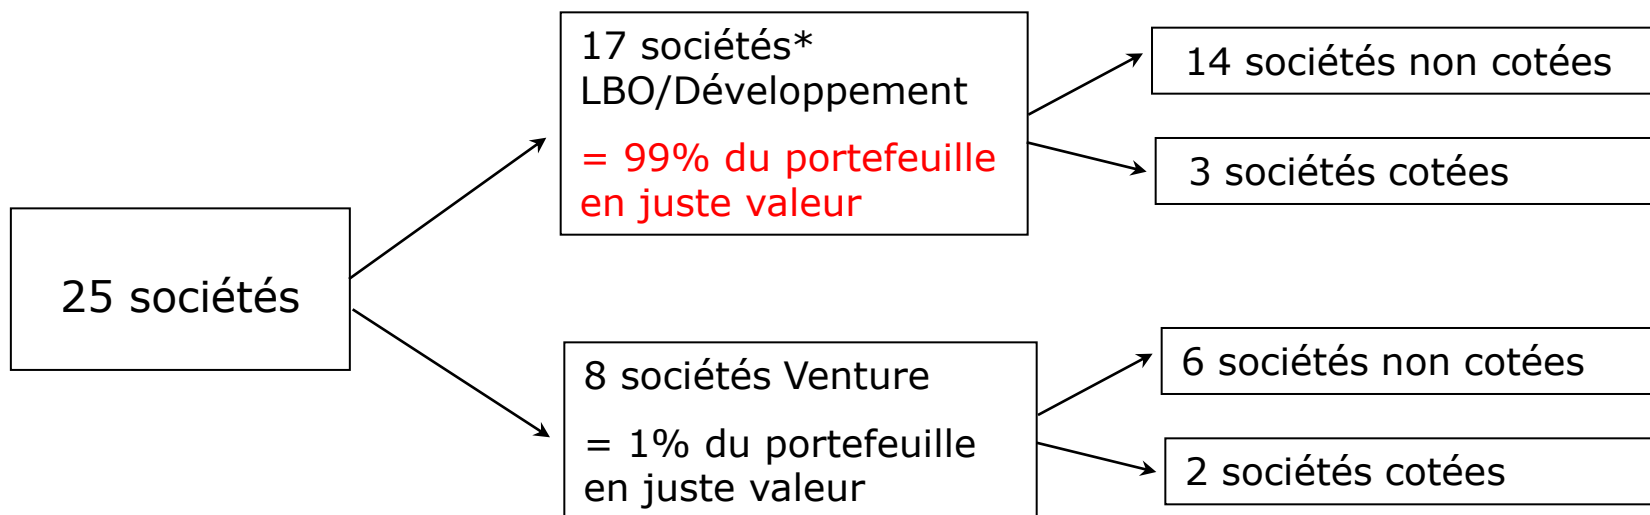 25 sociétés
17 sociétés*
LBO/Développement
= 99% du portefeuille
en juste valeur
14 sociétés non cotées
3 sociétés cotées
8 sociétés Venture
= 1% du portefeuille
en juste valeur
6 sociétés non cotées
2 sociétés cotées